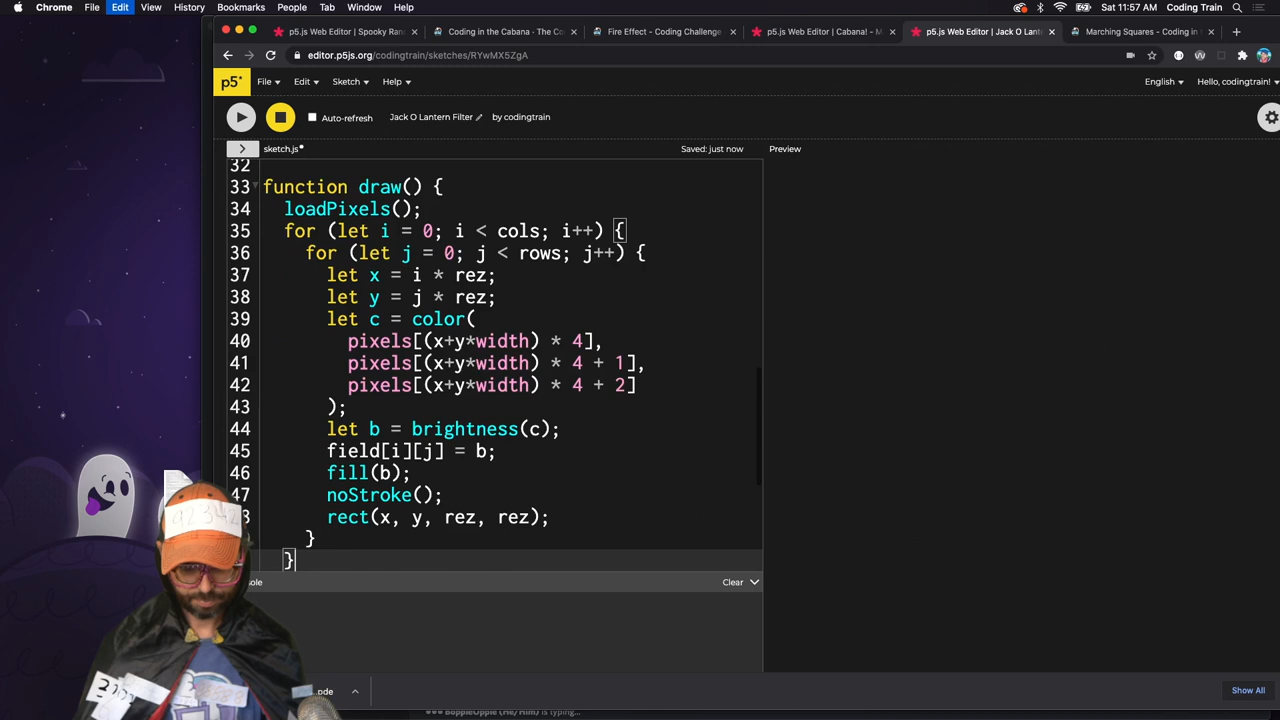 Chrome File Edit View History Bookmarks People Tab Window Help Sat 11:57 AM Coding Train
p5.js Web Editor | Spooky Ran Coding in the Cabana - The Co Fire Effect - Coding Challenge p5.js Web Editor | Cabana! - M p5.js Web Editor | Jack O Lant Marching Squares - Coding in t
editor.p5js.org/codingtrain/sketches/RYwMX5ZgA
p5* File Edit Sketch Help English Hello, codingtrain!
Auto-refresh Jack O Lantern Filter by codingtrain
> sketch.js Saved: just now Preview
32
33 function draw() {
34 loadPixels();
35 for (let i = 0; i < cols; i++) {
36 for (let j = 0; j < rows; j++) {
37 let x = i * rez;
38 let y = j * rez;
39 let c = color(
40 pixels[(x+y*width) * 4],
41 pixels[(x+y*width) * 4 + 1],
42 pixels[(x+y*width) * 4 + 2]
43 );
44 let b = brightness(c);
45 field[i][j] = b;
46 fill(b);
47 noStroke();
8 rect(x, y, rez, rez);
}
}
sole Clear
.pde Show All